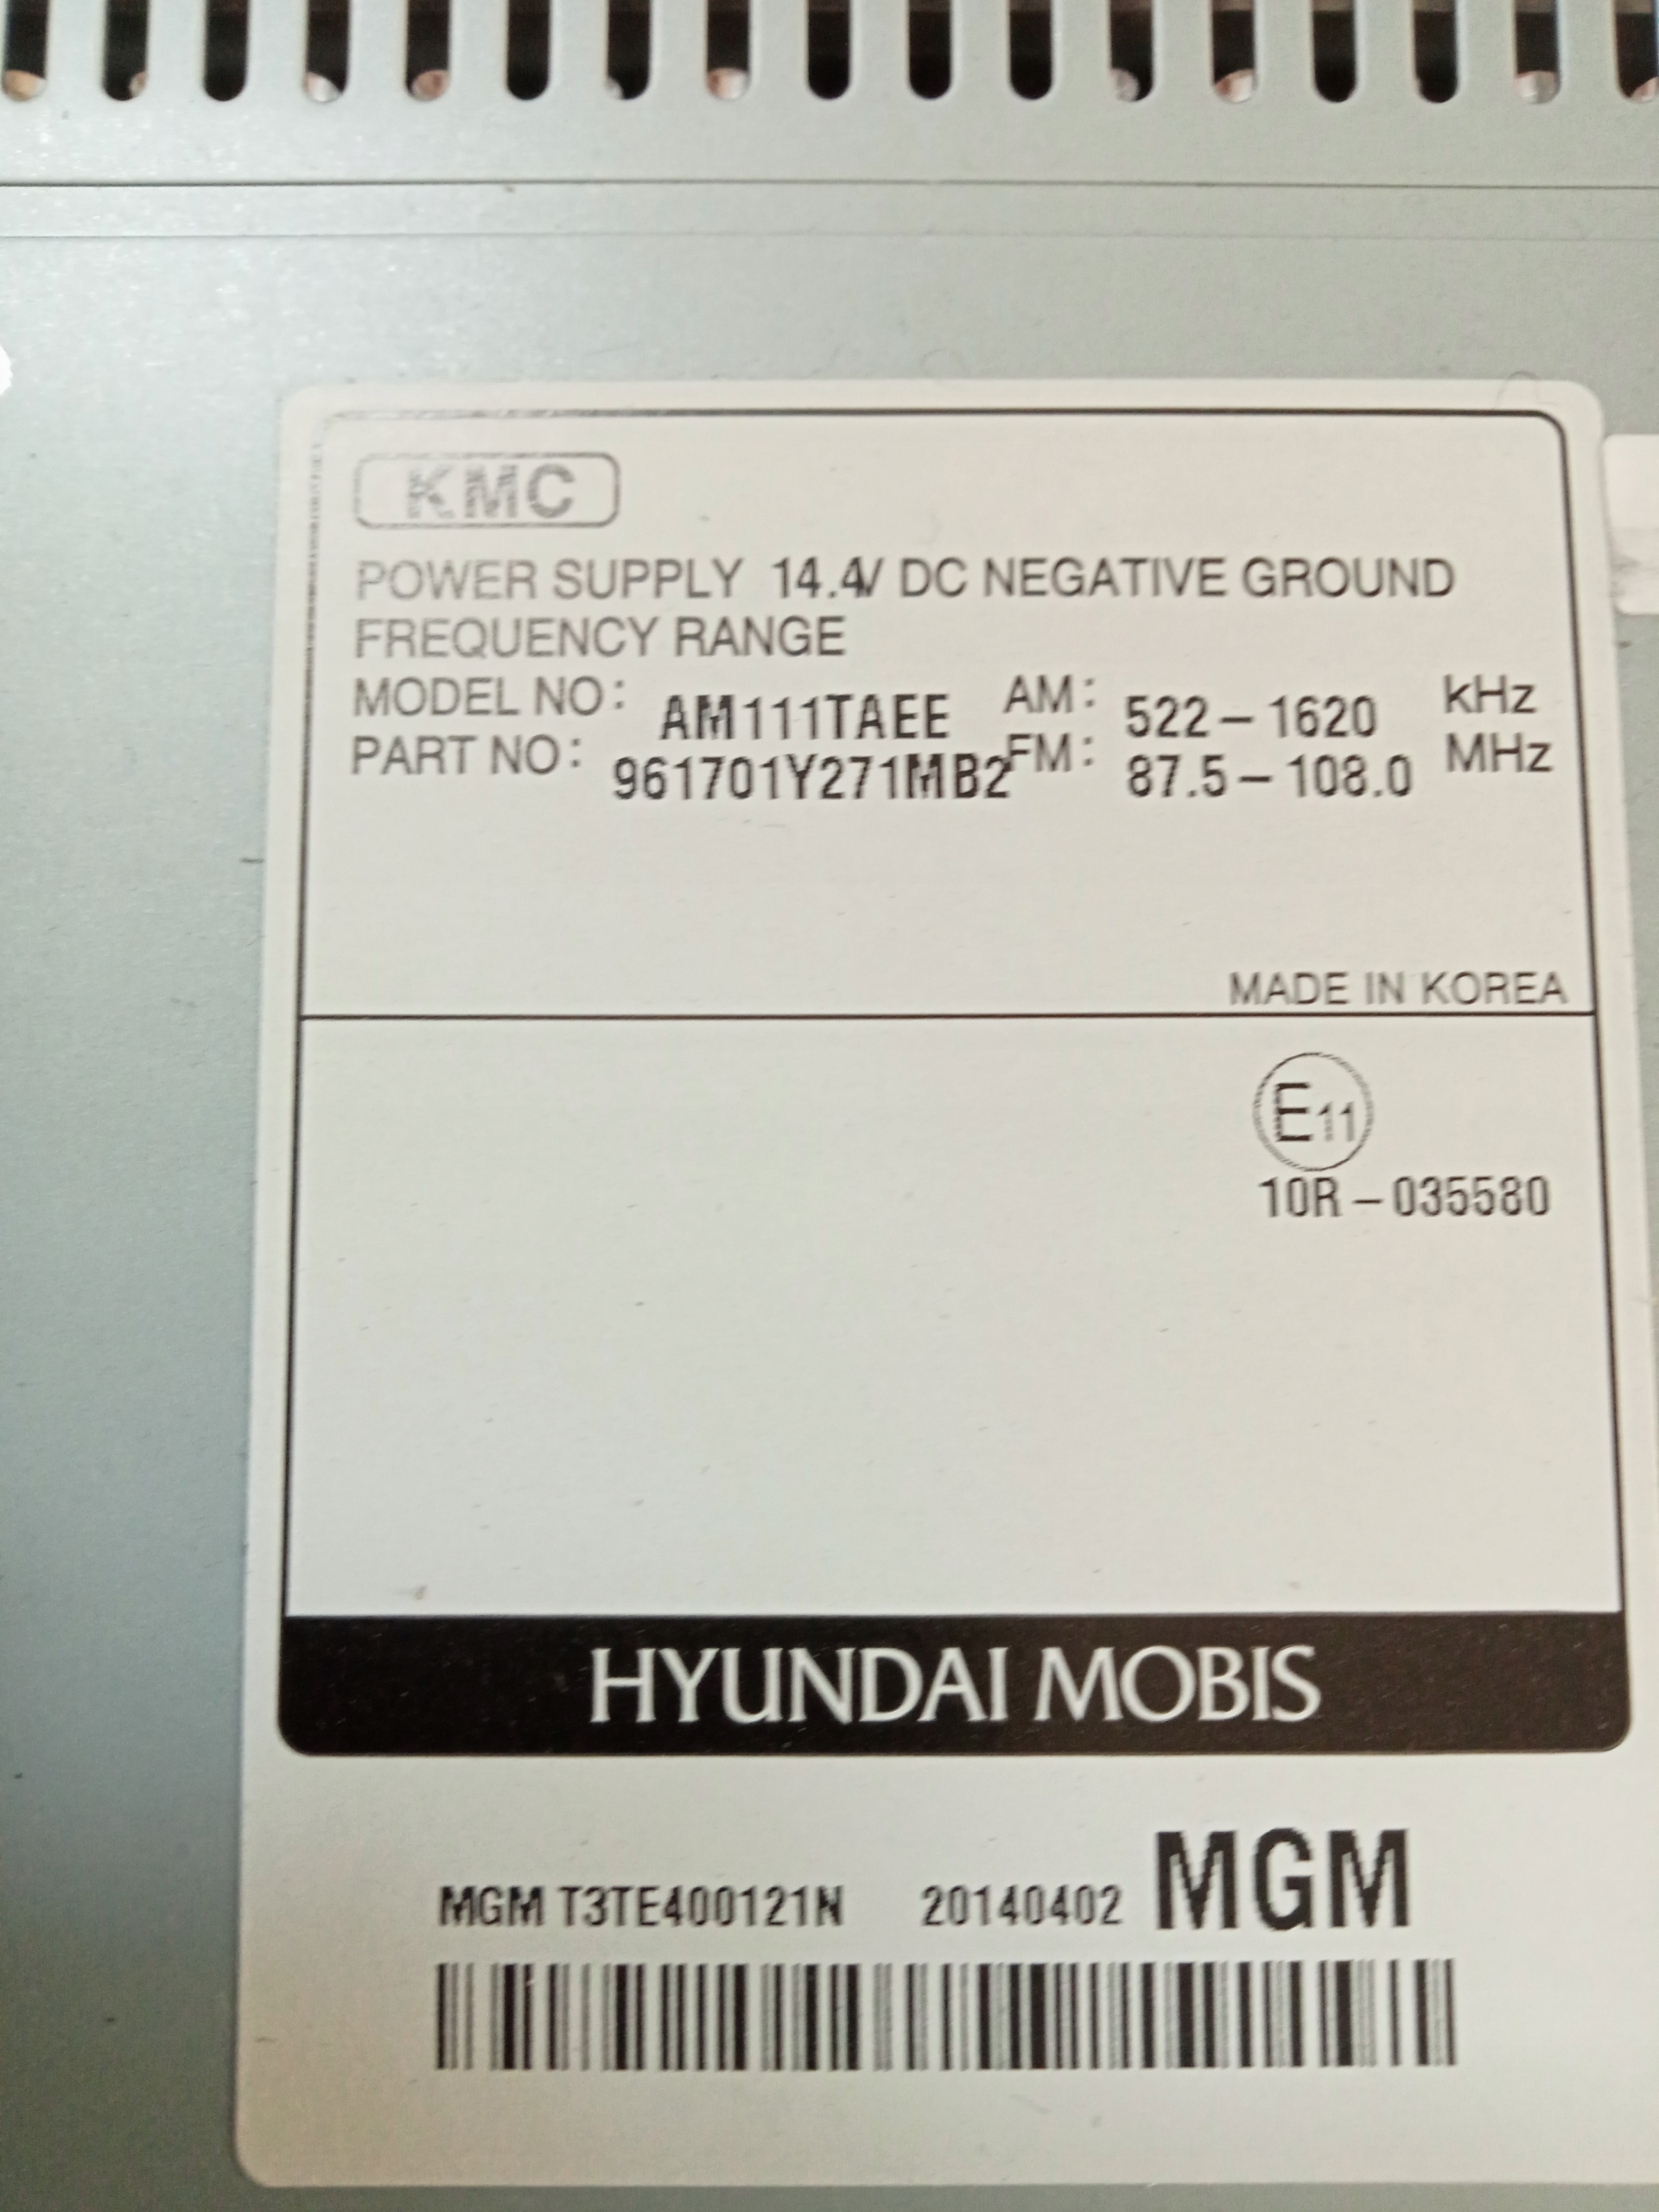 KMC
POWER SUPPLY 14.4V DC NEGATIVE GROUND
FREQUENCY RANGE
MODEL NO: AM111TAEE AM: 522-1620 kHz
PART NO: 961701Y271MB2 FM: 87.5-108.0 MHz
MADE IN KOREA
E11
10R-035580
HYUNDAI MOBIS
MGM T3TE400121N 20140402 MGM